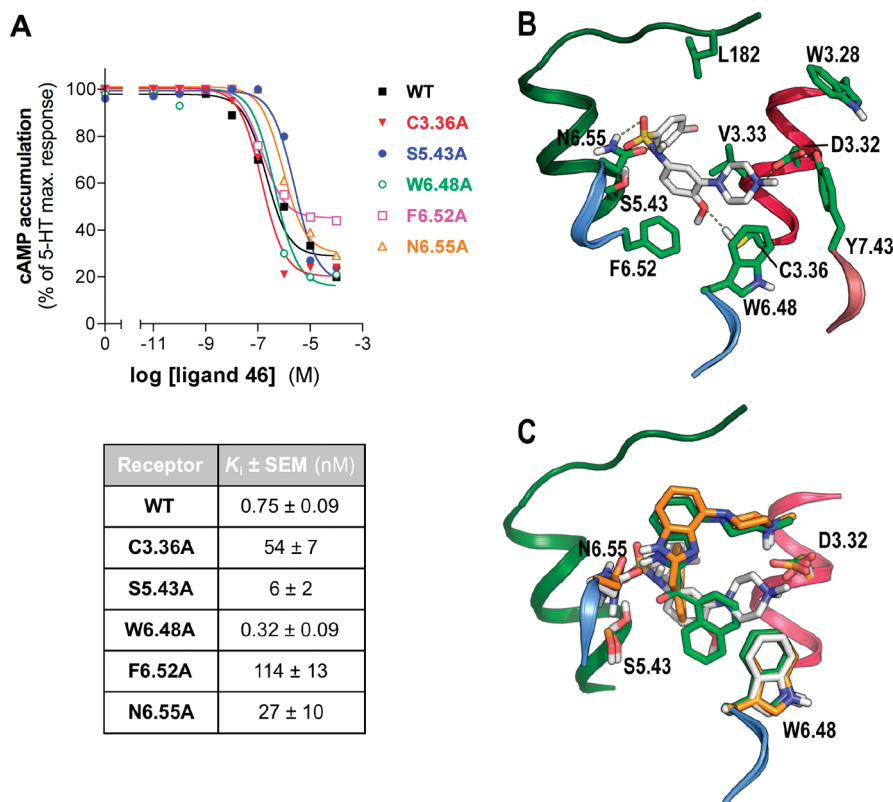 A
cAMP accumulation
(% of 5-HT max. response)
100
80
60
40
20
0
0 -11 -9 -7 -5 -3
log [ligand 46] (M)
WT
C3.36A
S5.43A
W6.48A
F6.52A
N6.55A
Receptor Ki ± SEM (nM)
WT 0.75 ± 0.09
C3.36A 54 ± 7
S5.43A 6 ± 2
W6.48A 0.32 ± 0.09
F6.52A 114 ± 13
N6.55A 27 ± 10
B
L182
W3.28
N6.55
V3.33
D3.32
S5.43
F6.52
C3.36
Y7.43
W6.48
C
N6.55
D3.32
S5.43
W6.48